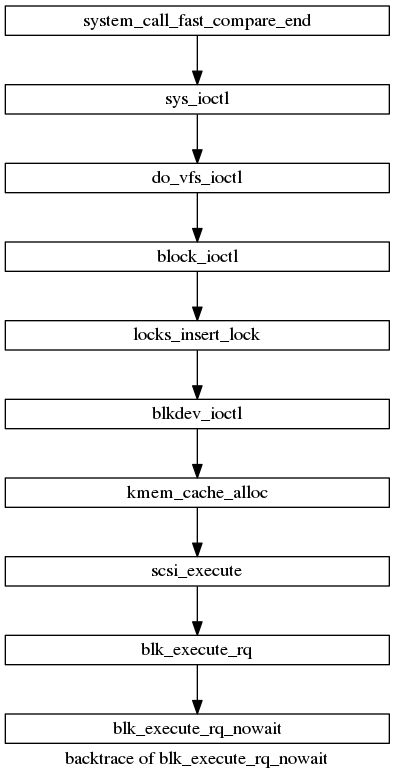 system_call_fast_compare_end
sys_ioctl
do_vfs_ioctl
block_ioctl
locks_insert_lock
blkdev_ioctl
kmem_cache_alloc
scsi_execute
blk_execute_rq
blk_execute_rq_nowait
backtrace of blk_execute_rq_nowait